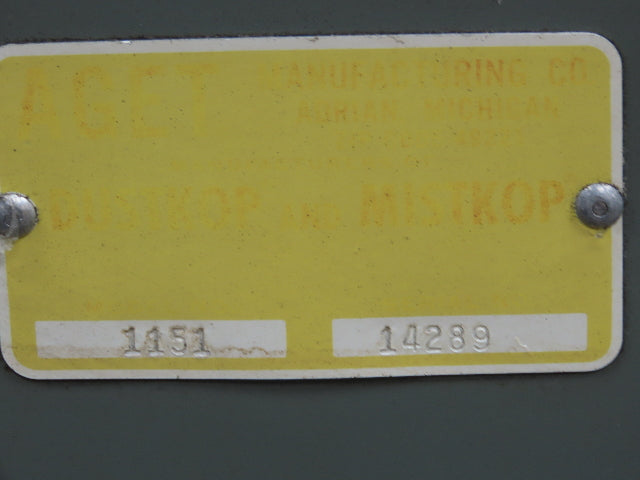 AGET MANUFACTURING CO
ADRIAN, MICHIGAN
DUSTKOP AND MISTKOP
1151 14289